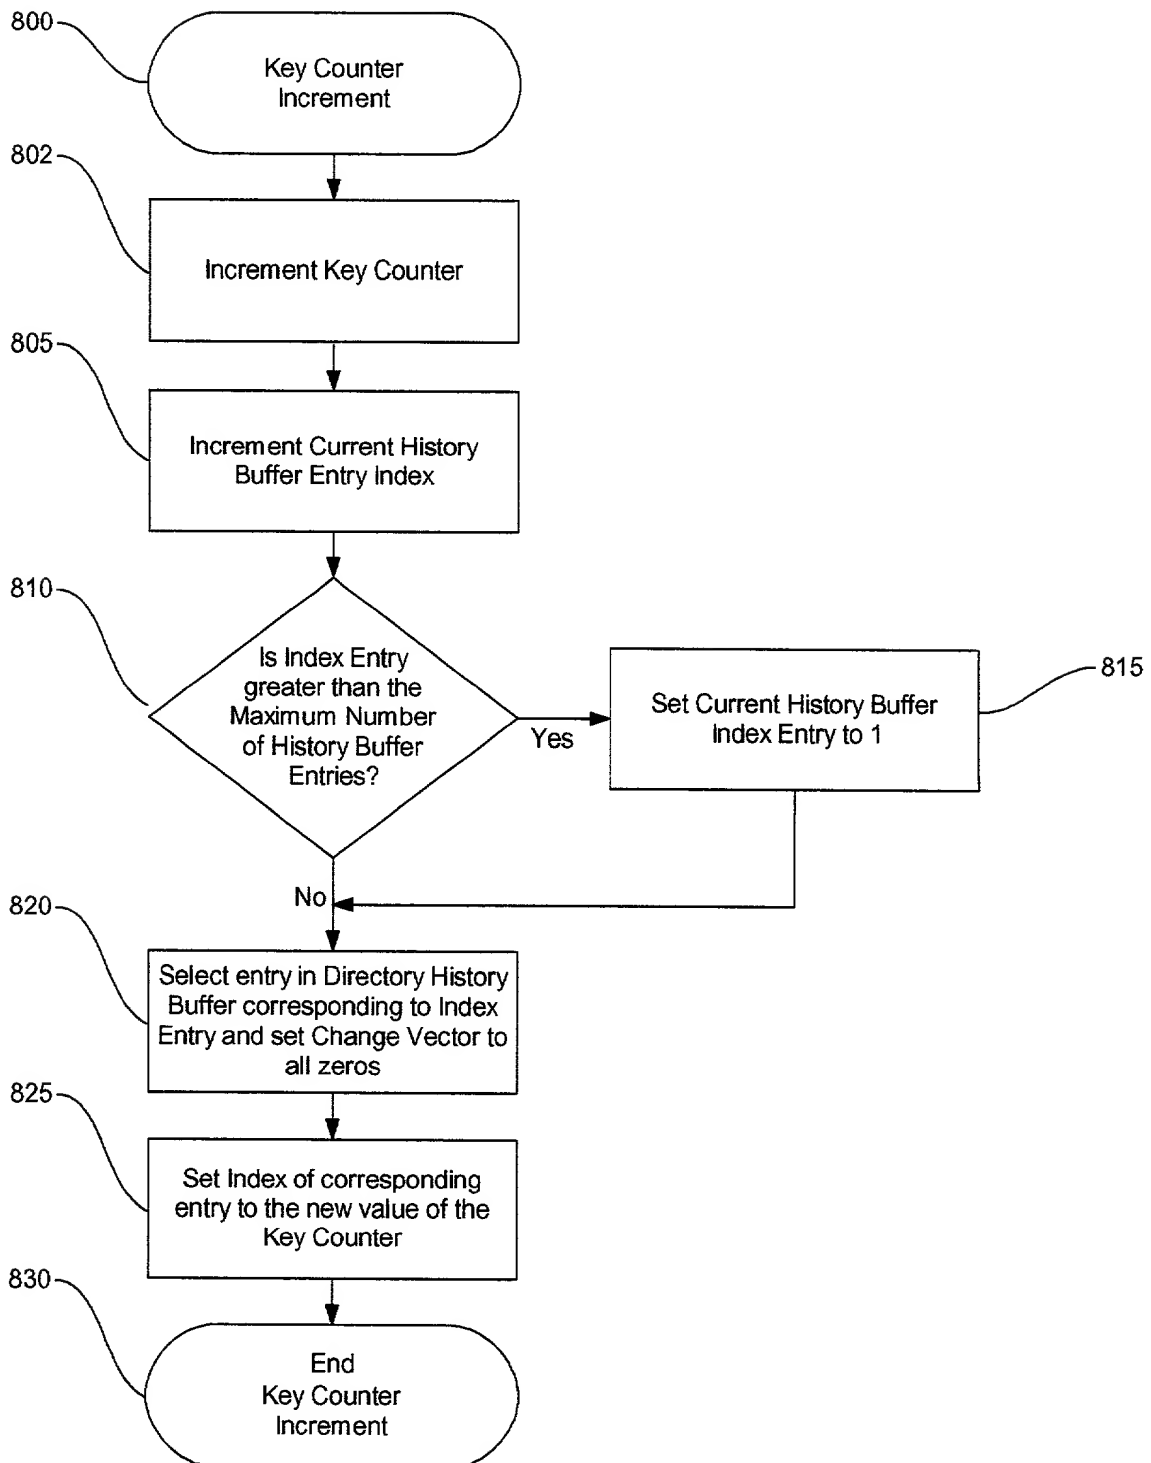 800
Key Counter
Increment
802
Increment Key Counter
805
Increment Current History
Buffer Entry Index
810
Is Index Entry
greater than the
Maximum Number
of History Buffer
Entries?
Yes
815
Set Current History Buffer
Index Entry to 1
No
820
Select entry in Directory History
Buffer corresponding to Index
Entry and set Change Vector to
all zeros
825
Set Index of corresponding
entry to the new value of the
Key Counter
830
End
Key Counter
Increment